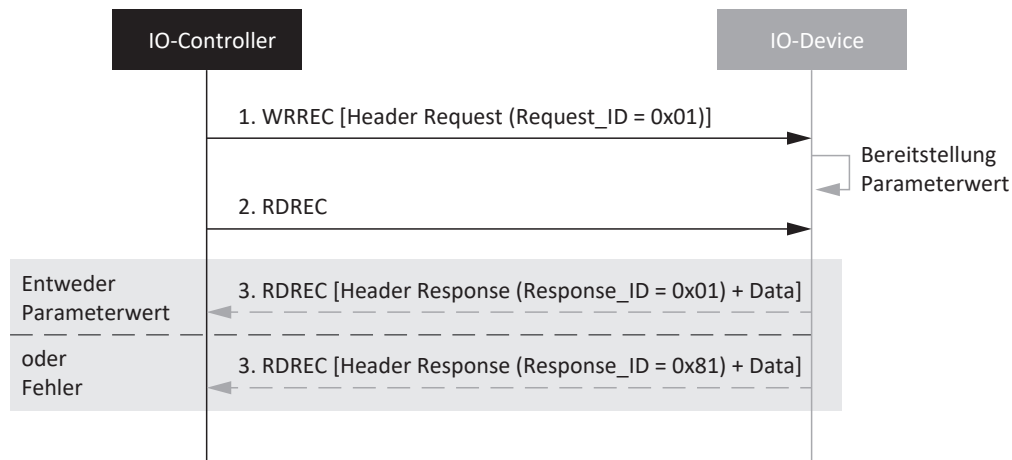 IO-Controller
IO-Device
1. WRREC [Header Request (Request_ID = 0x01)]
Bereitstellung
Parameterwert
2. RDREC
Entweder
Parameterwert
3. RDREC [Header Response (Response_ID = 0x01) + Data]
oder
Fehler
3. RDREC [Header Response (Response_ID = 0x81) + Data]